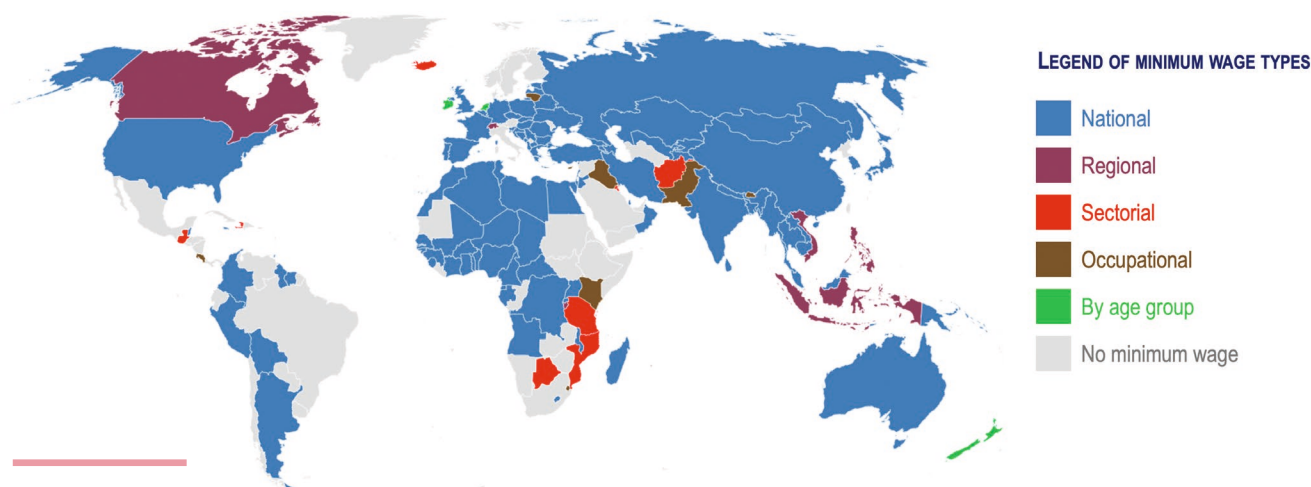 LEGEND OF MINIMUM WAGE TYPES
National
Regional
Sectorial
Occupational
By age group
No minimum wage